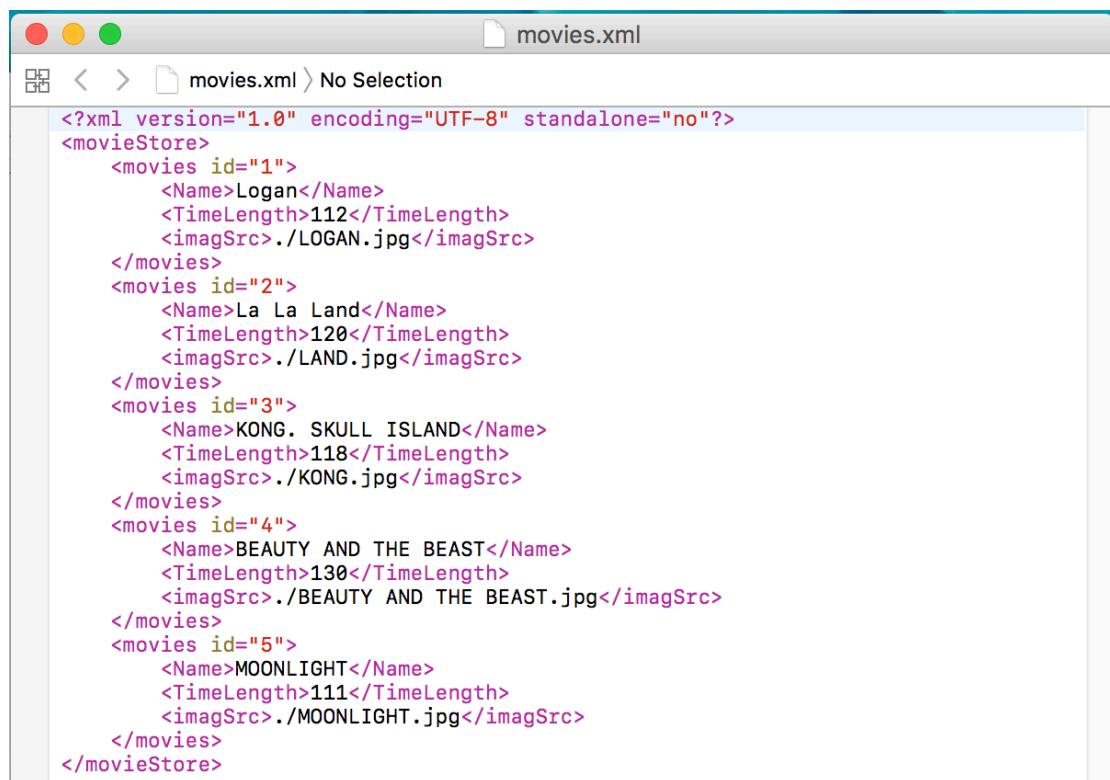 movies.xml
movies.xml 〉 No Selection
<?xml version="1.0" encoding="UTF-8" standalone="no"?>
<movieStore>
    <movies id="1">
        <Name>Logan</Name>
        <TimeLength>112</TimeLength>
        <imagSrc>./LOGAN.jpg</imagSrc>
    </movies>
    <movies id="2">
        <Name>La La Land</Name>
        <TimeLength>120</TimeLength>
        <imagSrc>./LAND.jpg</imagSrc>
    </movies>
    <movies id="3">
        <Name>KONG. SKULL ISLAND</Name>
        <TimeLength>118</TimeLength>
        <imagSrc>./KONG.jpg</imagSrc>
    </movies>
    <movies id="4">
        <Name>BEAUTY AND THE BEAST</Name>
        <TimeLength>130</TimeLength>
        <imagSrc>./BEAUTY AND THE BEAST.jpg</imagSrc>
    </movies>
    <movies id="5">
        <Name>MOONLIGHT</Name>
        <TimeLength>111</TimeLength>
        <imagSrc>./MOONLIGHT.jpg</imagSrc>
    </movies>
</movieStore>